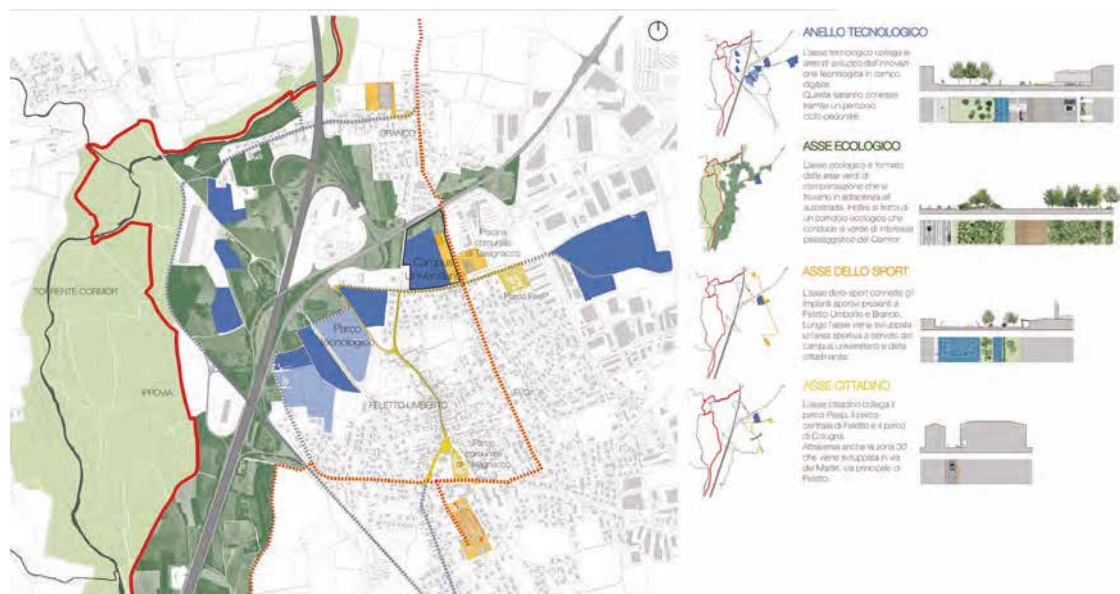 BRANCO
Piscina
comunale
di Tavagnacco
Campus
Universitario
Parco PeeP
TORRENTE CORMOR
Parco
Tecnologico
IPPOVIA
FELETTO UMBERTO
Parco
comunale
di Tavagnacco
ANELLO TECNOLOGICO
L'asse tecnologico collega le
aree di sviluppo dell'innovazi
one tecnologica in campo
digitale.
Queste saranno connesse
tramite un percorso
ciclo-pedonale.
ASSE ECOLOGICO
L'asse ecologico è formato
dalle aree verdi di
compensazione che si
trovano in adiacenza all'
autostrada. Inoltre si tratta di
un corridoio ecologico che
conduce al verde di interesse
paesaggistico del Cormor.
ASSE DELLO SPORT
L'asse dello sport connette gli
impianti sportivi presenti a
Feletto Umberto e Branco.
Lungo l'asse viene sviluppata
un'area sportiva a servizio del
campus universitario e della
cittadinanza.
ASSE CITTADINO
L'asse cittadino collega il
parco Peep, il parco
centrale di Feletto e il parco
di Cologna.
Attraversa anche la zona 30
che viene sviluppata in via
dei Martiri, via principale di
Feletto.